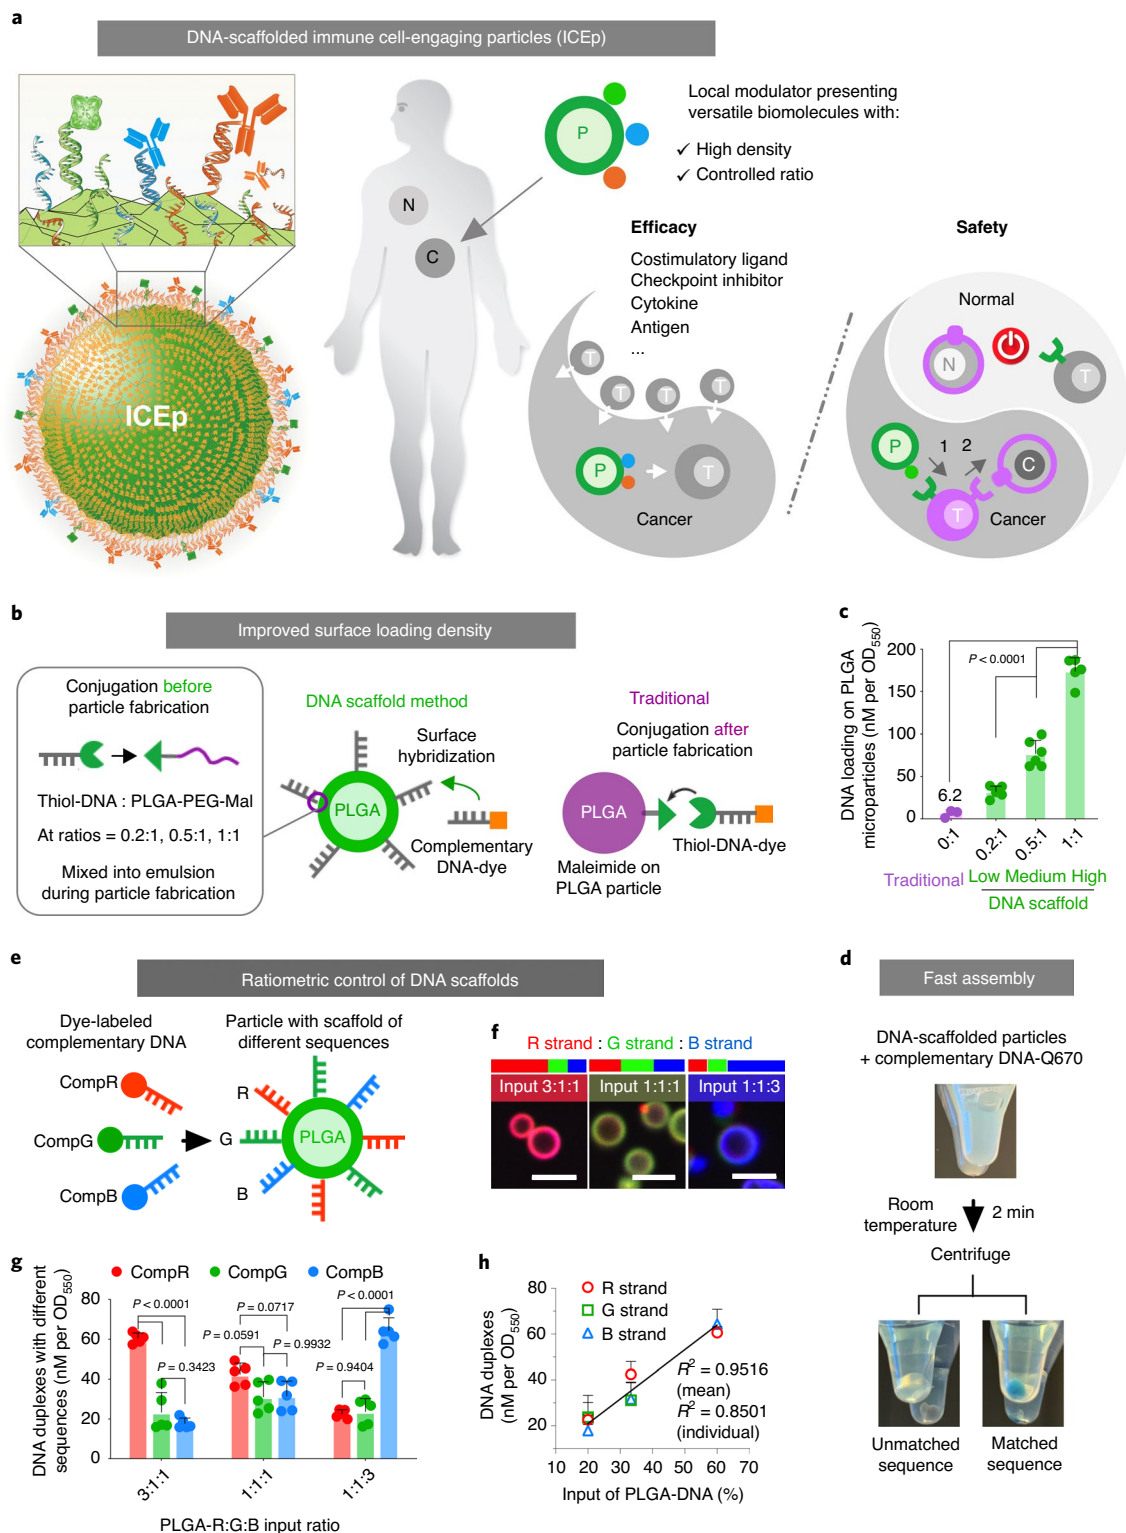 a
DNA-scaffolded immune cell-engaging particles (ICEp)
Local modulator presenting
versatile biomolecules with:
✓ High density
✓ Controlled ratio
P
N
C
ICEp
Efficacy
Costimulatory ligand
Checkpoint inhibitor
Cytokine
Antigen
...
T
T
T
T
P
T
Cancer
Safety
Normal
N
T
P
1
2
C
T
Cancer
b
Improved surface loading density
Conjugation before
particle fabrication
Thiol-DNA : PLGA-PEG-Mal
At ratios = 0.2:1, 0.5:1, 1:1
Mixed into emulsion
during particle fabrication
DNA scaffold method
Surface
hybridization
PLGA
Complementary
DNA-dye
Traditional
Conjugation after
particle fabrication
PLGA
Maleimide on
PLGA particle
Thiol-DNA-dye
c
DNA loading on PLGA
microparticles (nM per OD550)
200
150
100
50
0
P < 0.0001
6.2
0:1
0.2:1
0.5:1
1:1
Traditional
Low Medium High
DNA scaffold
e
Ratiometric control of DNA scaffolds
Dye-labeled
complementary DNA
CompR
CompG
CompB
Particle with scaffold of
different sequences
R
G
B
PLGA
f
R strand : G strand : B strand
Input 3:1:1
Input 1:1:1
Input 1:1:3
d
Fast assembly
DNA-scaffolded particles
+ complementary DNA-Q670
Room
temperature
2 min
Centrifuge
Unmatched
sequence
Matched
sequence
g
CompR
CompG
CompB
DNA duplexes with different
sequences (nM per OD550)
80
60
40
20
0
P < 0.0001
P = 0.3423
P = 0.0717
P = 0.0591
P = 0.9932
P < 0.0001
P = 0.9404
3:1:1
1:1:1
1:1:3
PLGA-R:G:B input ratio
h
R strand
G strand
B strand
DNA duplexes
(nM per OD550)
80
60
40
20
R2 = 0.9516
(mean)
R2 = 0.8501
(individual)
10 20 30 40 50 60 70
Input of PLGA-DNA (%)